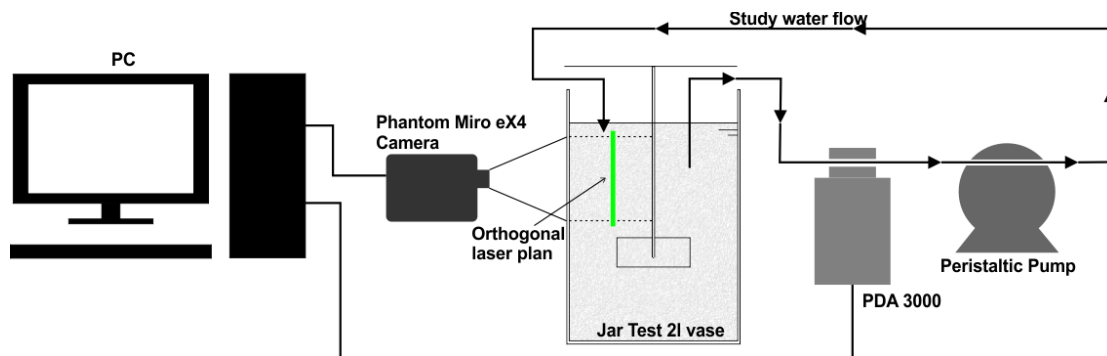 Study water flow
PC
Phantom Miro eX4
Camera
Orthogonal
laser plan
Peristaltic Pump
PDA 3000
Jar Test 2l vase